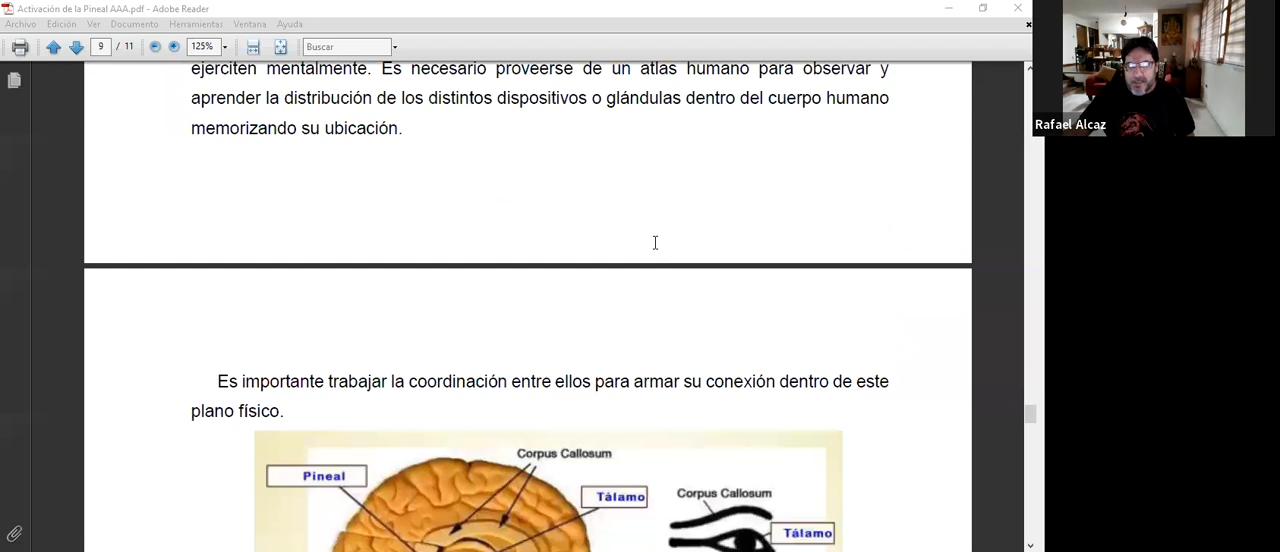 Activación de la Pineal AAA.pdf - Adobe Reader
Archivo Edición Ver Documento Herramientas Ventana Ayuda
9 / 11 125% Buscar
ejerciten mentalmente. Es necesario proveerse de un atlas humano para observar y
aprender la distribución de los distintos dispositivos o glándulas dentro del cuerpo humano
memorizando su ubicación.
Es importante trabajar la coordinación entre ellos para armar su conexión dentro de este
plano físico.
Corpus Callosum
Pineal
Tálamo
Corpus Callosum
Tálamo
Rafael Alcaz